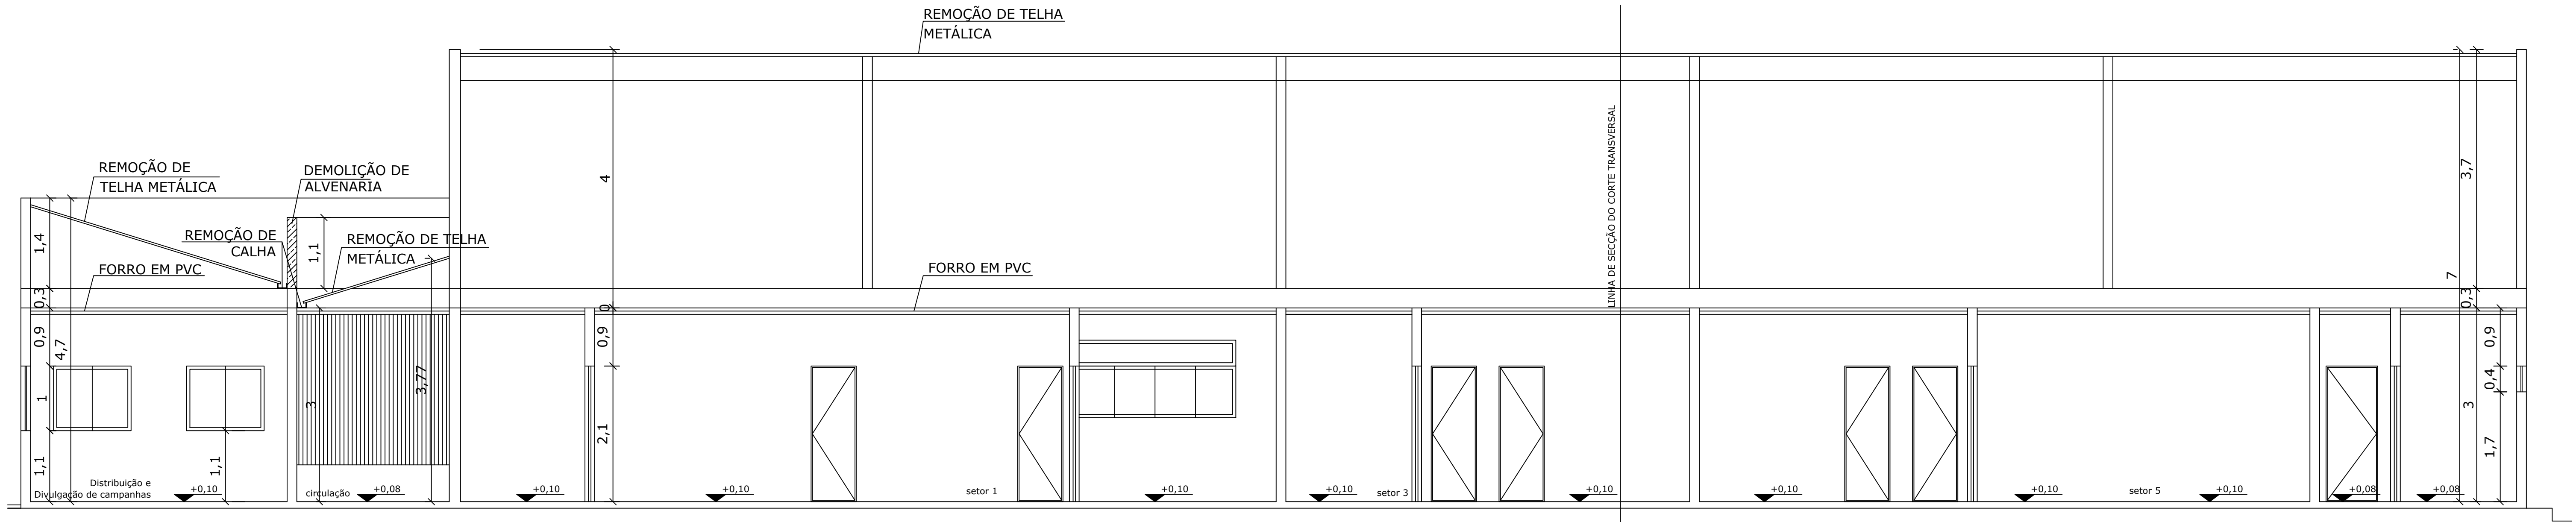 REMOÇÃO DE TELHA
METÁLICA
REMOÇÃO DE
TELHA METÁLICA
DEMOLIÇÃO DE
ALVENARIA
REMOÇÃO DE
CALHA
REMOÇÃO DE TELHA
METÁLICA
FORRO EM PVC
FORRO EM PVC
LINHA DE SECÇÃO DO CORTE TRANSVERSAL
1,4
0,3
0,9
1
1,1
4,7
1,1
1,1
3
3,77
4
0
0,9
2,1
3,7
7
0,3
3
0,9
0,4
1,7
Distribuição e
Divulgação de campanhas
+0,10
circulação
+0,08
+0,10
+0,10
setor 1
+0,10
+0,10
setor 3
+0,10
+0,10
+0,10
setor 5
+0,10
+0,08
+0,08